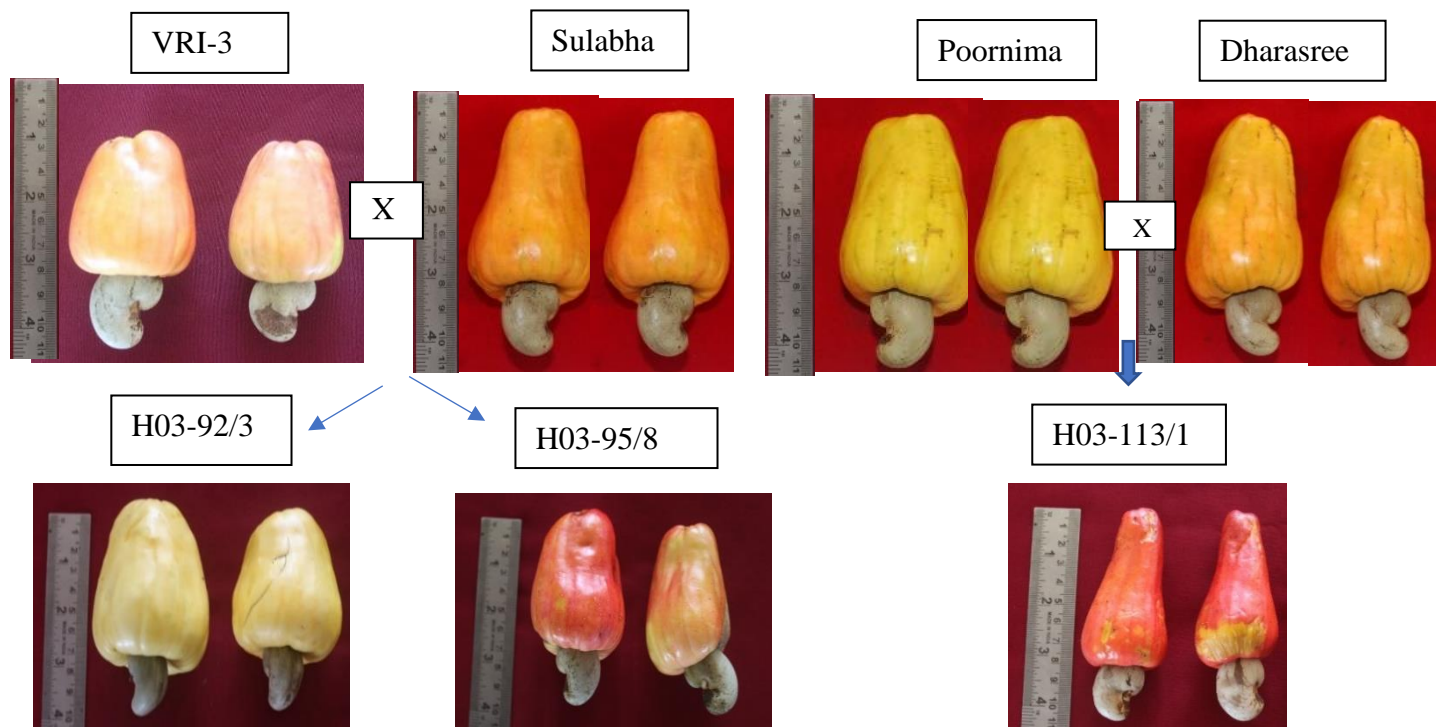 VRI-3
Sulabha
Poornima
Dharasree
X
X
H03-92/3
H03-95/8
H03-113/1